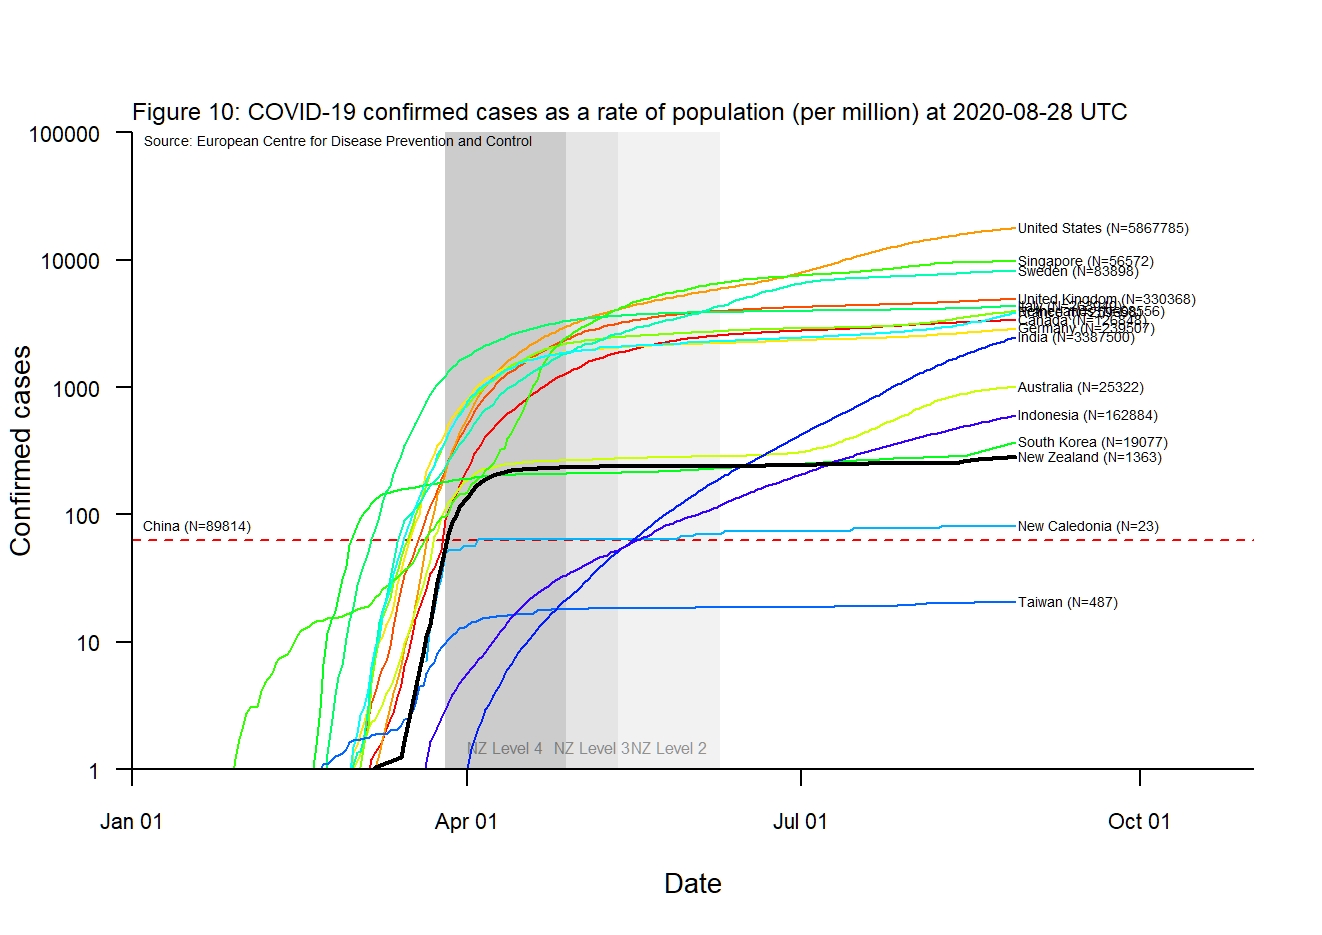 Figure 10: COVID-19 confirmed cases as a rate of population (per million) at 2020-08-28 UTC
Source: European Centre for Disease Prevention and Control
Confirmed cases
100000
10000
1000
100
10
1
United States (N=5867785)
Singapore (N=56572)
Sweden (N=83898)
United Kingdom (N=330368)
Canada (N=126848)
Germany (N=239507)
India (N=3387500)
Australia (N=25322)
Indonesia (N=162884)
South Korea (N=19077)
New Zealand (N=1363)
China (N=89814)
New Caledonia (N=23)
Taiwan (N=487)
NZ Level 4
NZ Level 3
NZ Level 2
Jan 01
Apr 01
Jul 01
Oct 01
Date